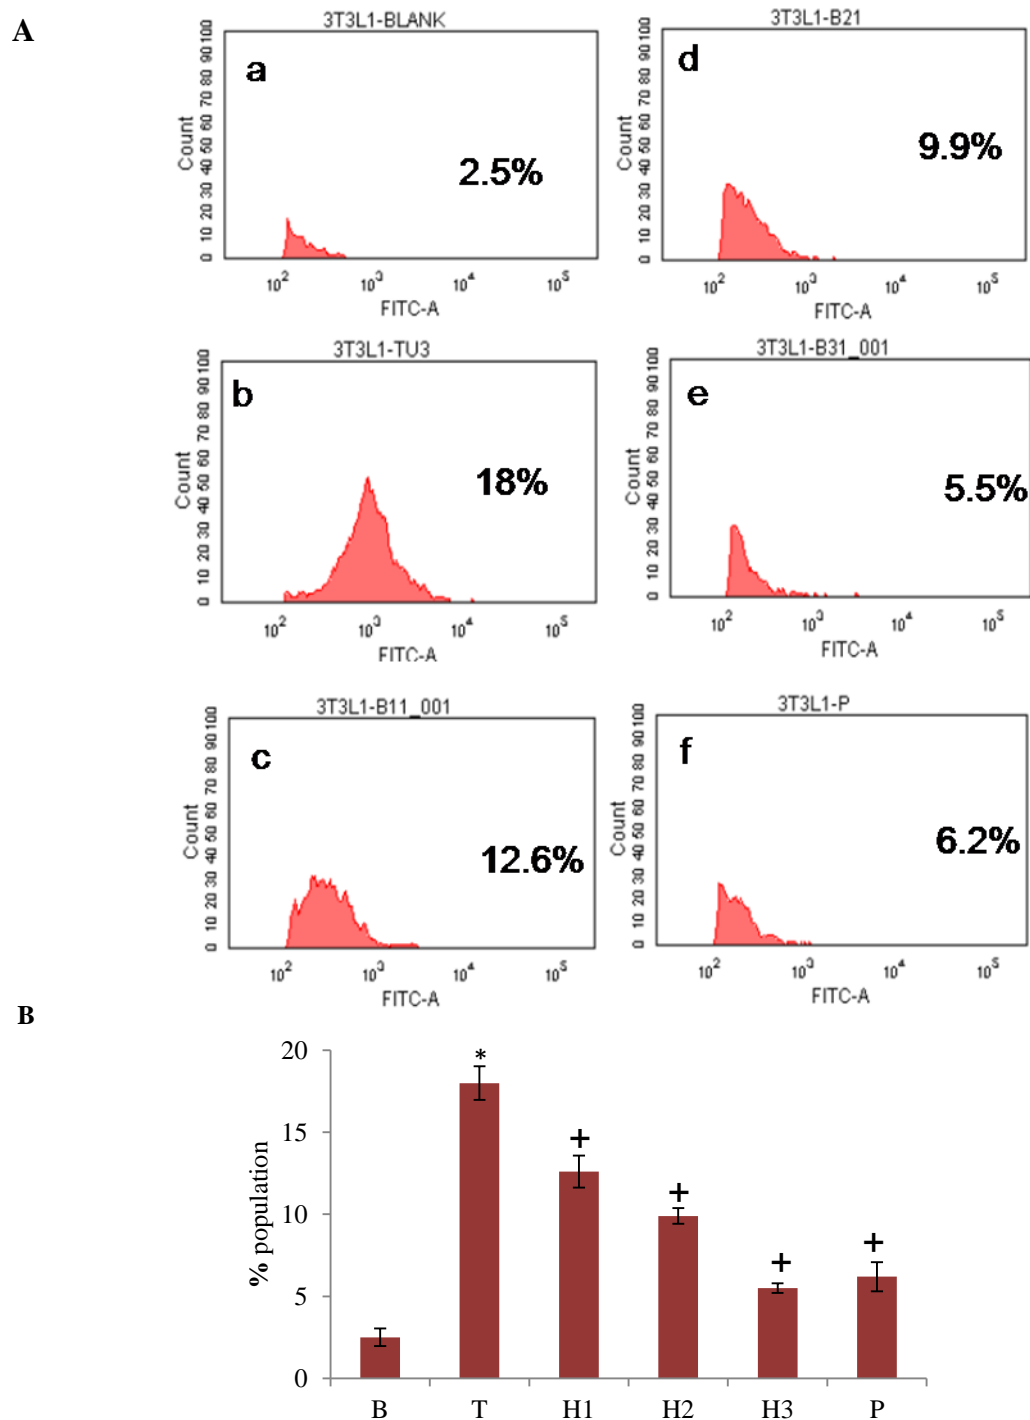 A
3T3L1-BLANK
a
2.5%
Count
0 10 20 30 40 50 60 70 80 90 100
10² 10³ 10⁴ 10⁵
FITC-A
3T3L1-B21
d
9.9%
Count
0 10 20 30 40 50 60 70 80 90 100
10² 10³ 10⁴ 10⁵
FITC-A
3T3L1-TU3
b
18%
Count
0 10 20 30 40 50 60 70 80 90 100
10² 10³ 10⁴ 10⁵
FITC-A
3T3L1-B31_001
e
5.5%
Count
0 10 20 30 40 50 60 70 80 90 100
10² 10³ 10⁴ 10⁵
FITC-A
3T3L1-B11_001
c
12.6%
Count
0 10 20 30 40 50 60 70 80 90 100
10² 10³ 10⁴ 10⁵
FITC-A
3T3L1-P
f
6.2%
Count
0 10 20 30 40 50 60 70 80 90 100
10² 10³ 10⁴ 10⁵
FITC-A
B
% population
20
15
10
5
0
* + + + +
B T H1 H2 H3 P